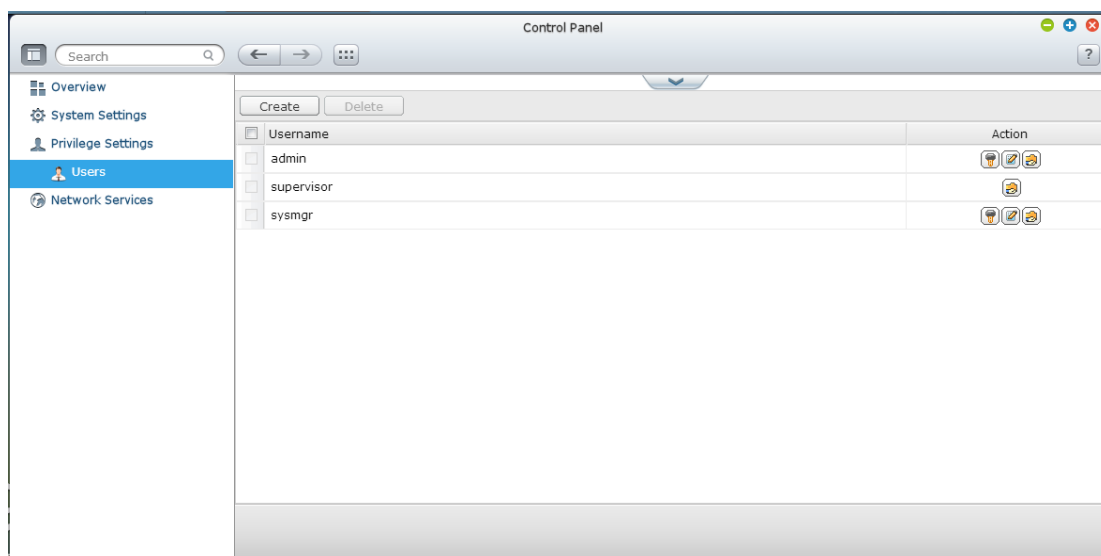 Control Panel
Search
?
Overview
System Settings
Privilege Settings
Users
Network Services
Create Delete
Username Action
admin
supervisor
sysmgr